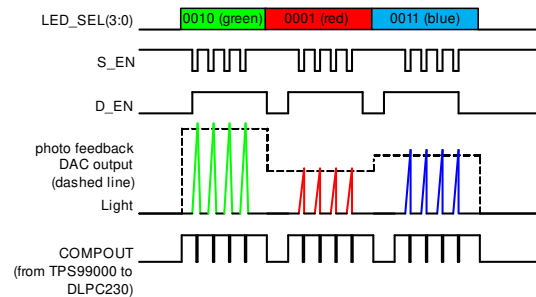 LED_SEL(3:0)
0010 (green)
0001 (red)
0011 (blue)
S_EN
D_EN
photo feedback
DAC output
(dashed line)
Light
COMPOUT
(from TPS99000 to
DLPC230)